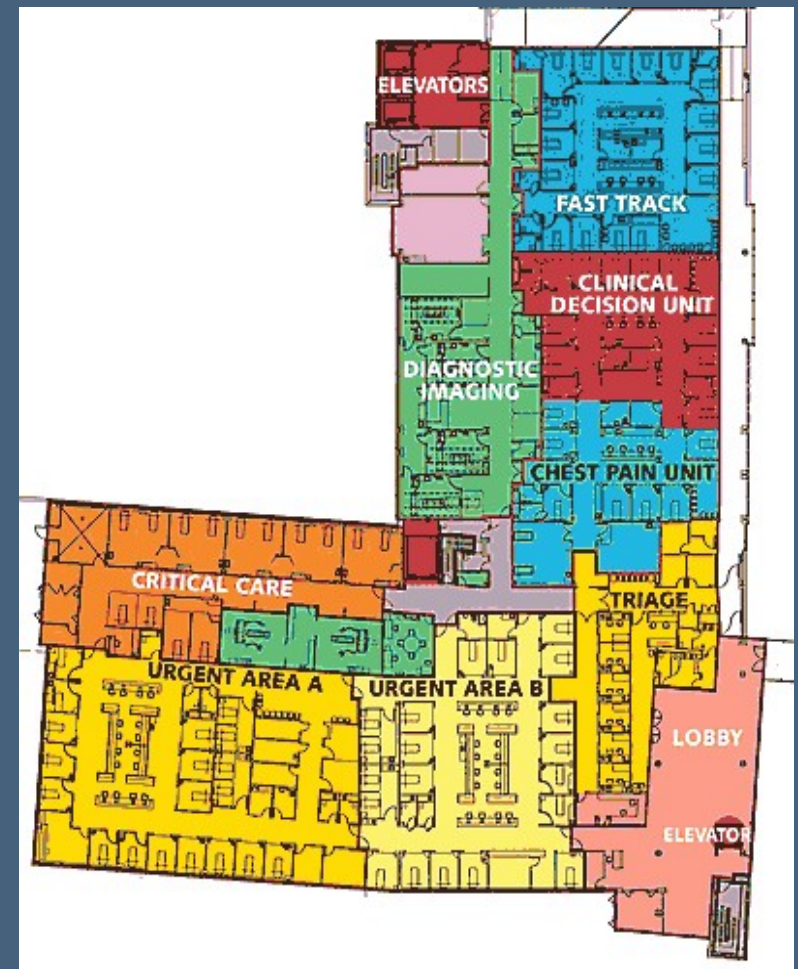 ELEVATORS
FAST TRACK
CLINICAL
DECISION UNIT
DIAGNOSTIC
IMAGING
CHEST PAIN UNIT
CRITICAL CARE
TRIAGE
URGENT AREA A
URGENT AREA B
LOBBY
ELEVATOR